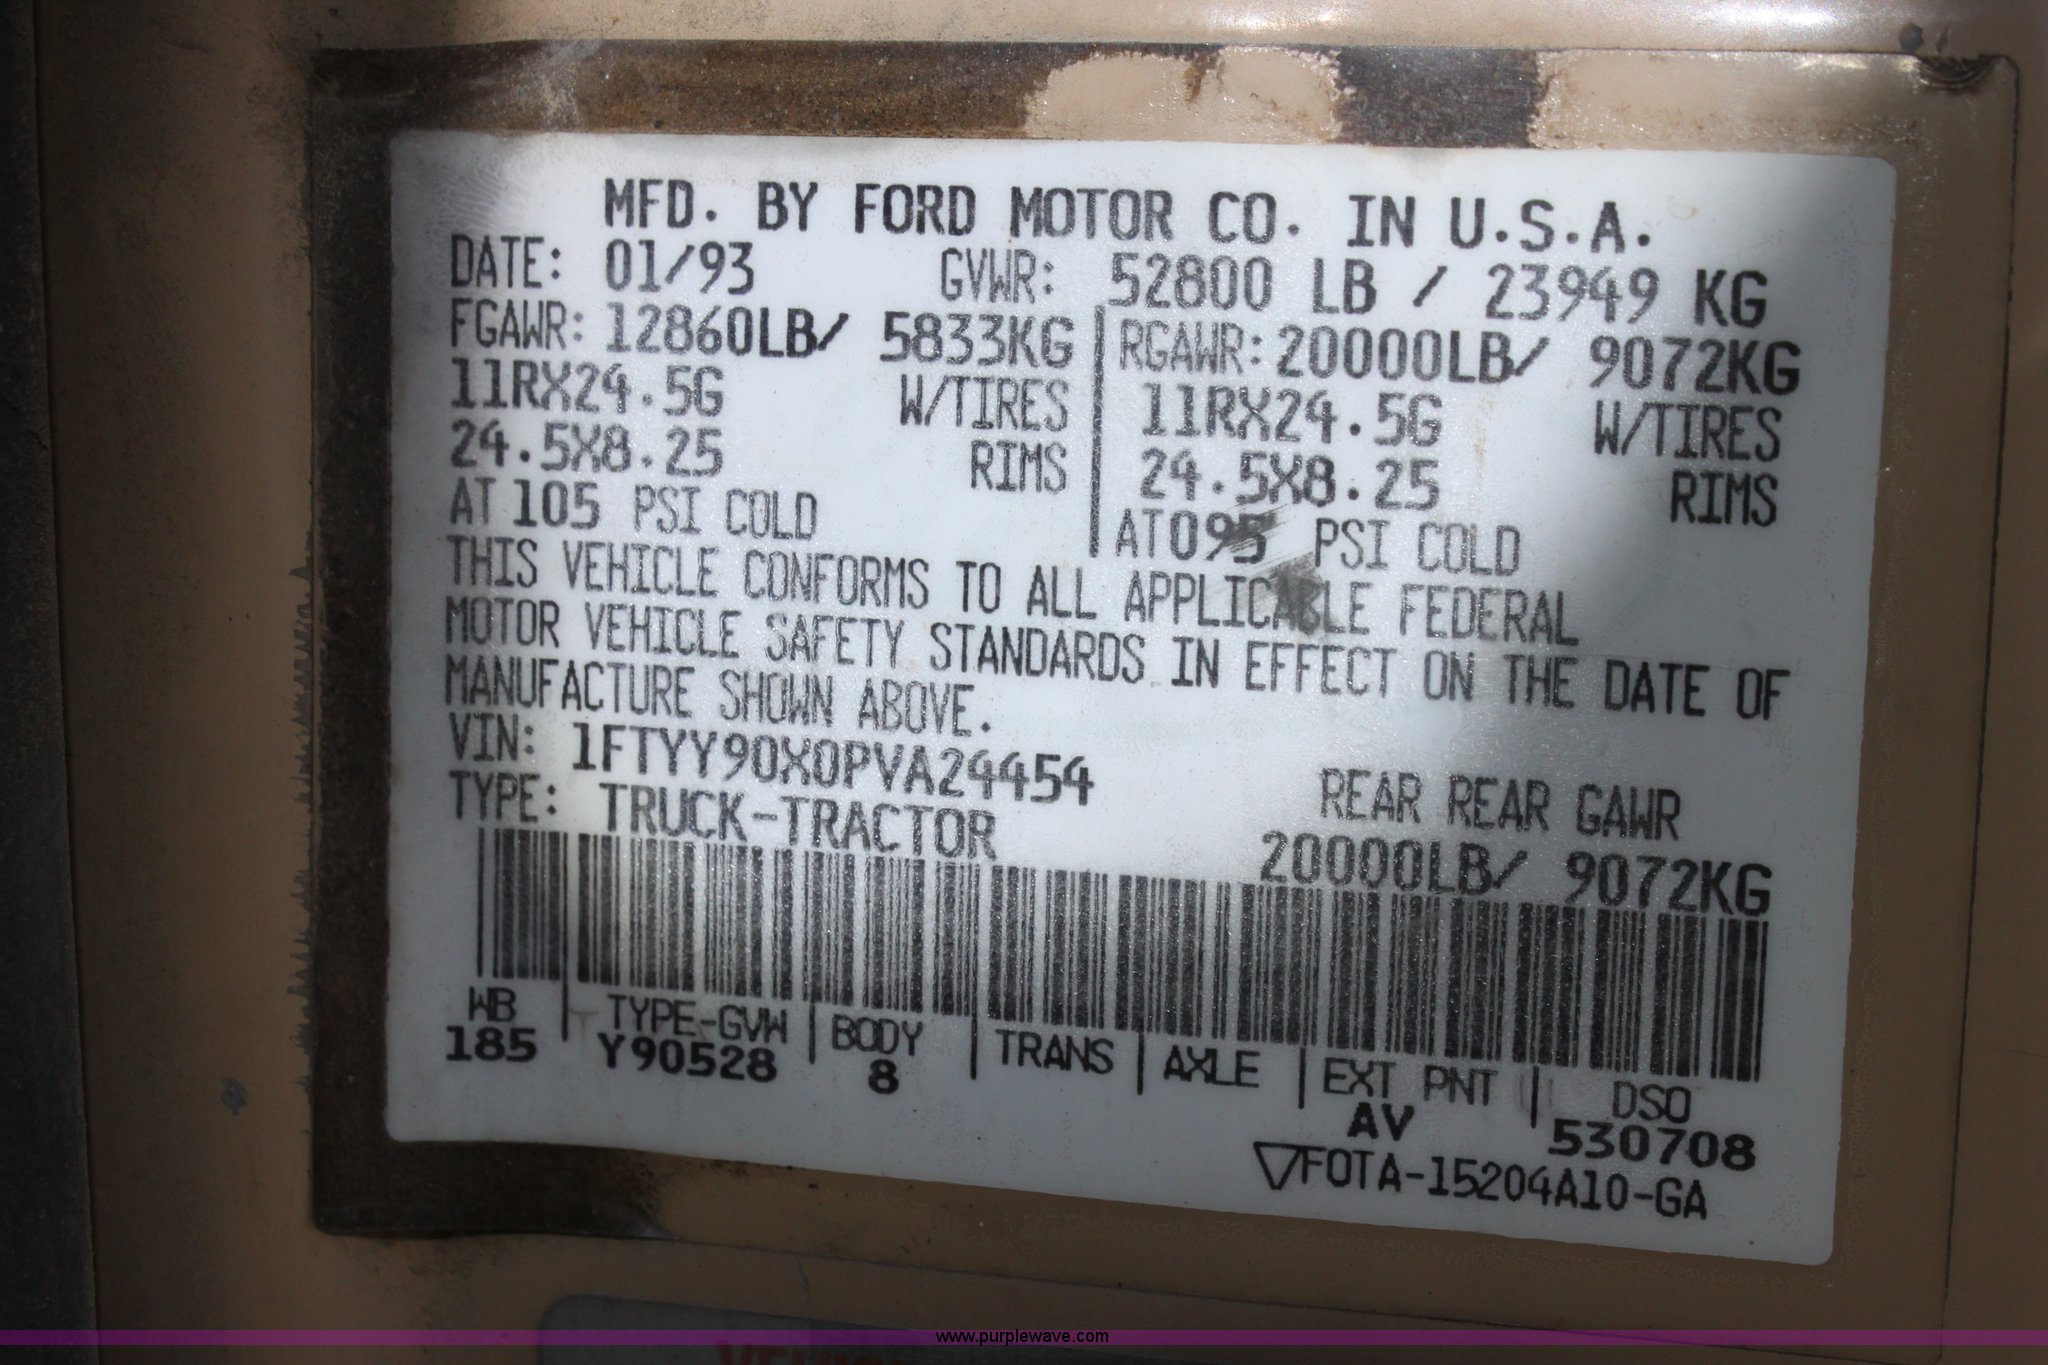 MFD. BY FORD MOTOR CO. IN U.S.A.
DATE: 01/93 GVWR: 52800 LB / 23949 KG
FGAWR: 12860LB/ 5833KG RGAWR: 20000LB/ 9072KG
11RX24.5G W/TIRES 11RX24.5G W/TIRES
24.5X8.25 RIMS 24.5X8.25 RIMS
AT 105 PSI COLD AT 095 PSI COLD
THIS VEHICLE CONFORMS TO ALL APPLICABLE FEDERAL
MOTOR VEHICLE SAFETY STANDARDS IN EFFECT ON THE DATE OF
MANUFACTURE SHOWN ABOVE.
VIN: 1FTYY90X0PVA24454
TYPE: TRUCK-TRACTOR
REAR REAR GAWR
20000LB/ 9072KG
WB TYPE-GVW BODY TRANS AXLE EXT PNT DSO
185 Y90528 8 AV 530708
▽FOTA-15204A10-GA
www.purplewave.com